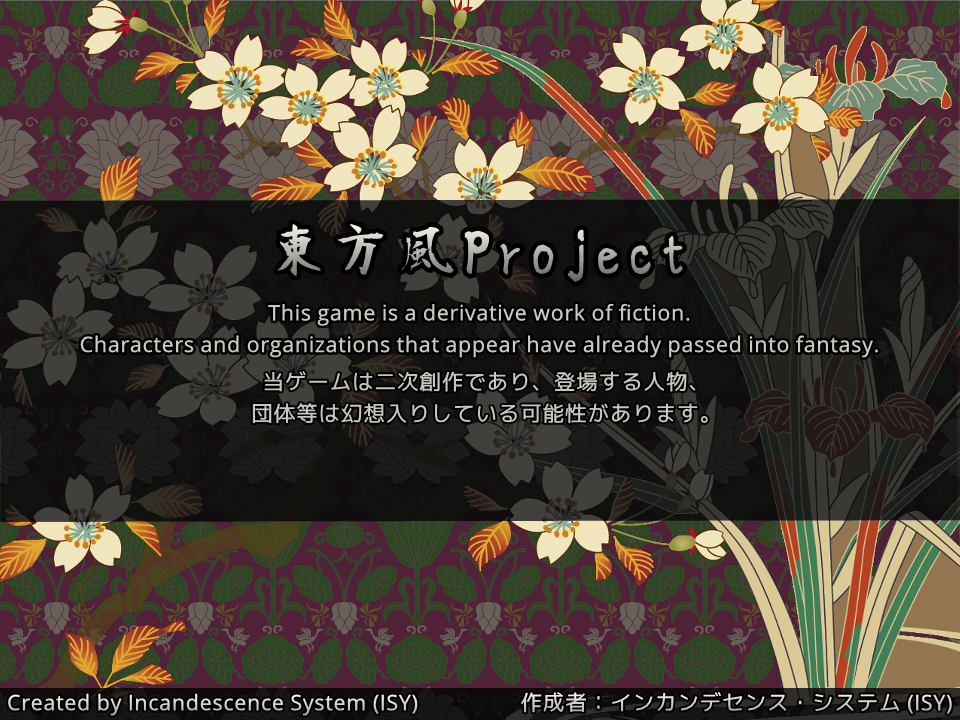 東方風Project
This game is a derivative work of fiction.
Characters and organizations that appear have already passed into fantasy.
当ゲームは二次創作であり、登場する人物、
団体等は幻想入りしている可能性があります。
Created by Incandescence System (ISY)
作成者：インカンデセンス・システム (ISY)